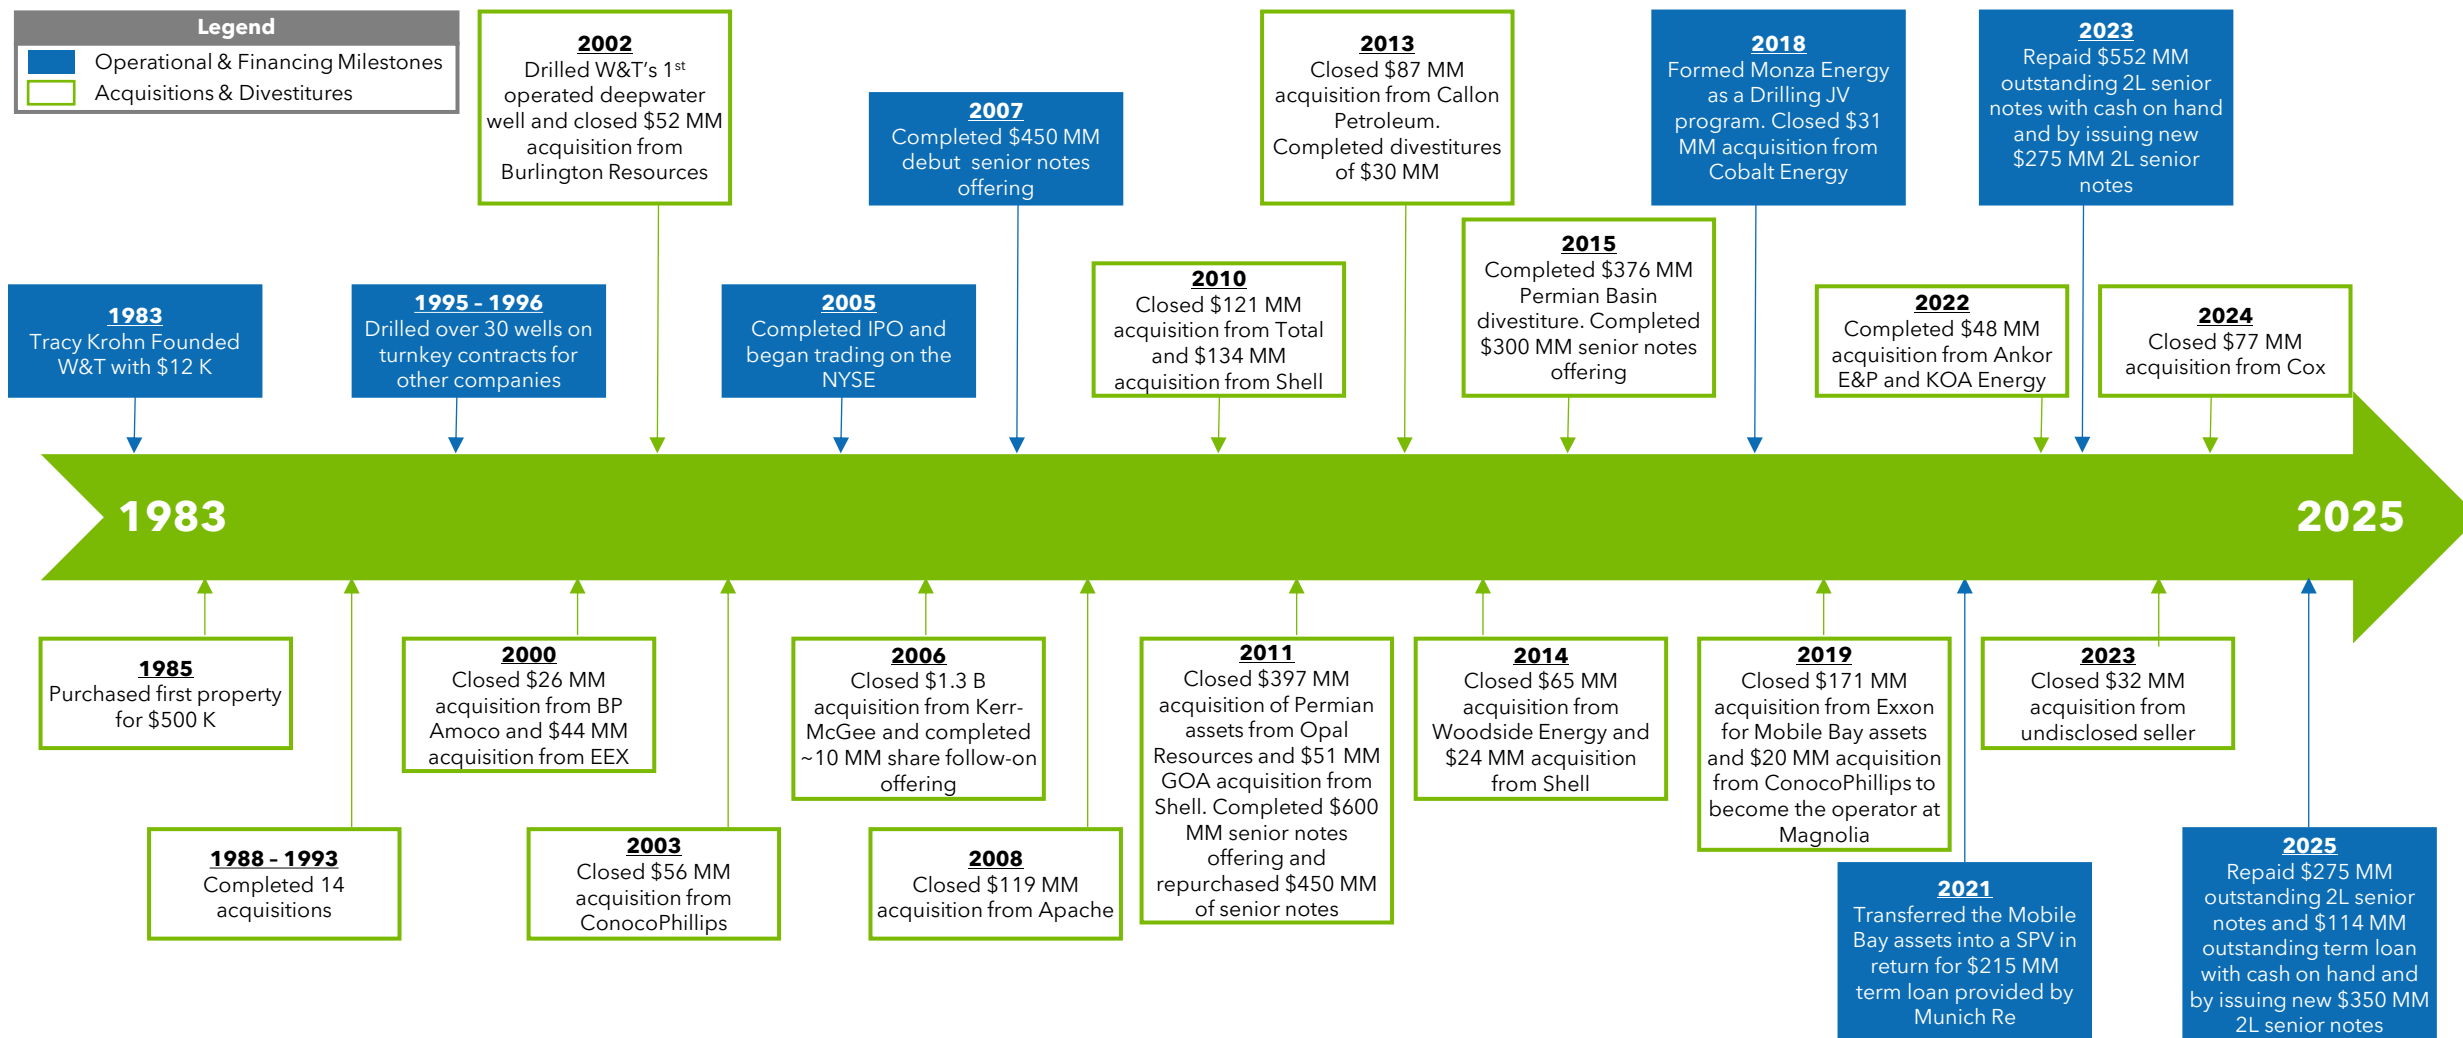 Legend
Operational & Financing Milestones
Acquisitions & Divestitures
2002
Drilled W&T's 1st
operated deepwater
well and closed $52 MM
acquisition from
Burlington Resources
2007
Completed $450 MM
debut senior notes
offering
2013
Closed $87 MM
acquisition from Callon
Petroleum.
Completed divestitures
of $30 MM
2018
Formed Monza Energy
as a Drilling JV
program. Closed $31
MM acquisition from
Cobalt Energy
2023
Repaid $552 MM
outstanding 2L senior
notes with cash on hand
and by issuing new
$275 MM 2L senior
notes
1983
Tracy Krohn Founded
W&T with $12 K
1995 – 1996
Drilled over 30 wells on
turnkey contracts for
other companies
2005
Completed IPO and
began trading on the
NYSE
2010
Closed $121 MM
acquisition from Total
and $134 MM
acquisition from Shell
2015
Completed $376 MM
Permian Basin
divestiture. Completed
$300 MM senior notes
offering
2022
Completed $48 MM
acquisition from Ankor
E&P and KOA Energy
2024
Closed $77 MM
acquisition from Cox
1983
2025
1985
Purchased first property
for $500 K
1988 – 1993
Completed 14
acquisitions
2000
Closed $26 MM
acquisition from BP
Amoco and $44 MM
acquisition from EEX
2003
Closed $56 MM
acquisition from
ConocoPhillips
2006
Closed $1.3 B
acquisition from Kerr-
McGee and completed
~10 MM share follow-on
offering
2008
Closed $119 MM
acquisition from Apache
2011
Closed $397 MM
acquisition of Permian
assets from Opal
Resources and $51 MM
GOA acquisition from
Shell. Completed $600
MM senior notes
offering and
repurchased $450 MM
of senior notes
2014
Closed $65 MM
acquisition from
Woodside Energy and
$24 MM acquisition
from Shell
2019
Closed $171 MM
acquisition from Exxon
for Mobile Bay assets
and $20 MM acquisition
from ConocoPhillips to
become the operator at
Magnolia
2021
Transferred the Mobile
Bay assets into a SPV in
return for $215 MM
term loan provided by
Munich Re
2023
Closed $32 MM
acquisition from
undisclosed seller
2025
Repaid $275 MM
outstanding 2L senior
notes and $114 MM
outstanding term loan
with cash on hand and
by issuing new $350 MM
2L senior notes